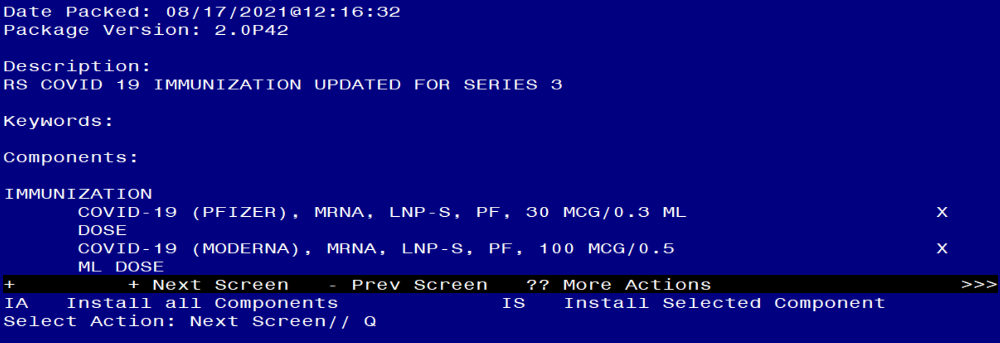 Date Packed: 08/17/2021@12:16:32
Package Version: 2.0P42
Description:
RS COVID 19 IMMUNIZATION UPDATED FOR SERIES 3
Keywords:
Components:
IMMUNIZATION
COVID-19 (PFIZER), MRNA, LNP-S, PF, 30 MCG/0.3 ML X
DOSE
COVID-19 (MODERNA), MRNA, LNP-S, PF, 100 MCG/0.5 X
ML DOSE
+ + Next Screen - Prev Screen ?? More Actions >>>
IA Install all Components IS Install Selected Component
Select Action: Next Screen// Q